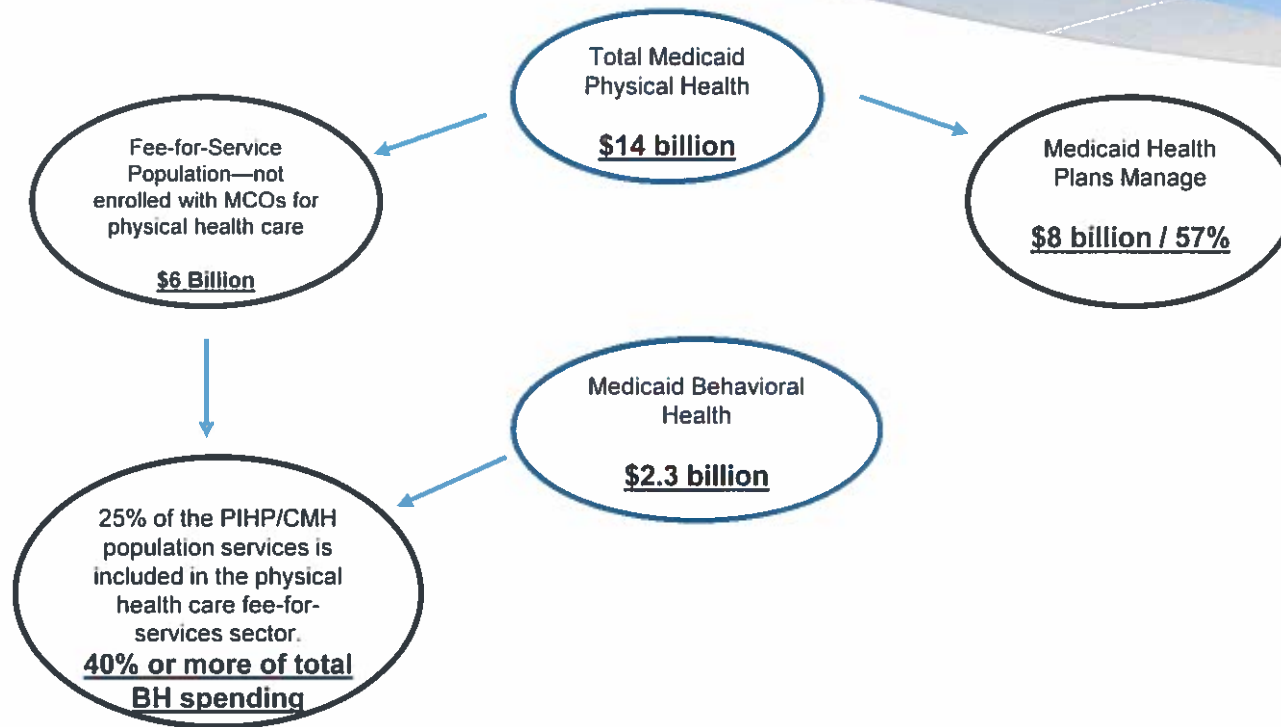 Total Medicaid
Physical Health
$14 billion
Fee-for-Service
Population—not
enrolled with MCOs for
physical health care
$6 Billion
Medicaid Health
Plans Manage
$8 billion / 57%
Medicaid Behavioral
Health
$2.3 billion
25% of the PIHP/CMH
population services is
included in the physical
health care fee-for-
services sector.
40% or more of total
BH spending